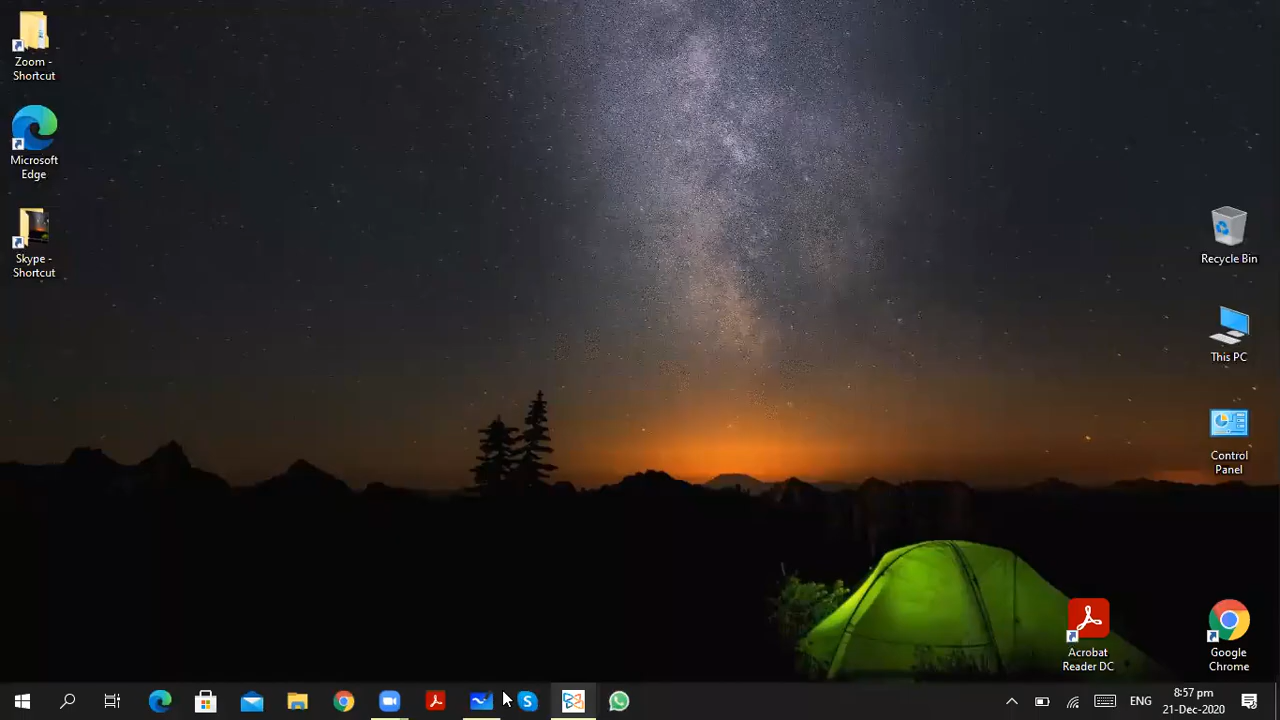 Zoom -
Shortcut
Microsoft
Edge
Skype -
Shortcut
Recycle Bin
This PC
Control
Panel
Acrobat
Reader DC
Google
Chrome
ENG
8:57 pm
21-Dec-2020